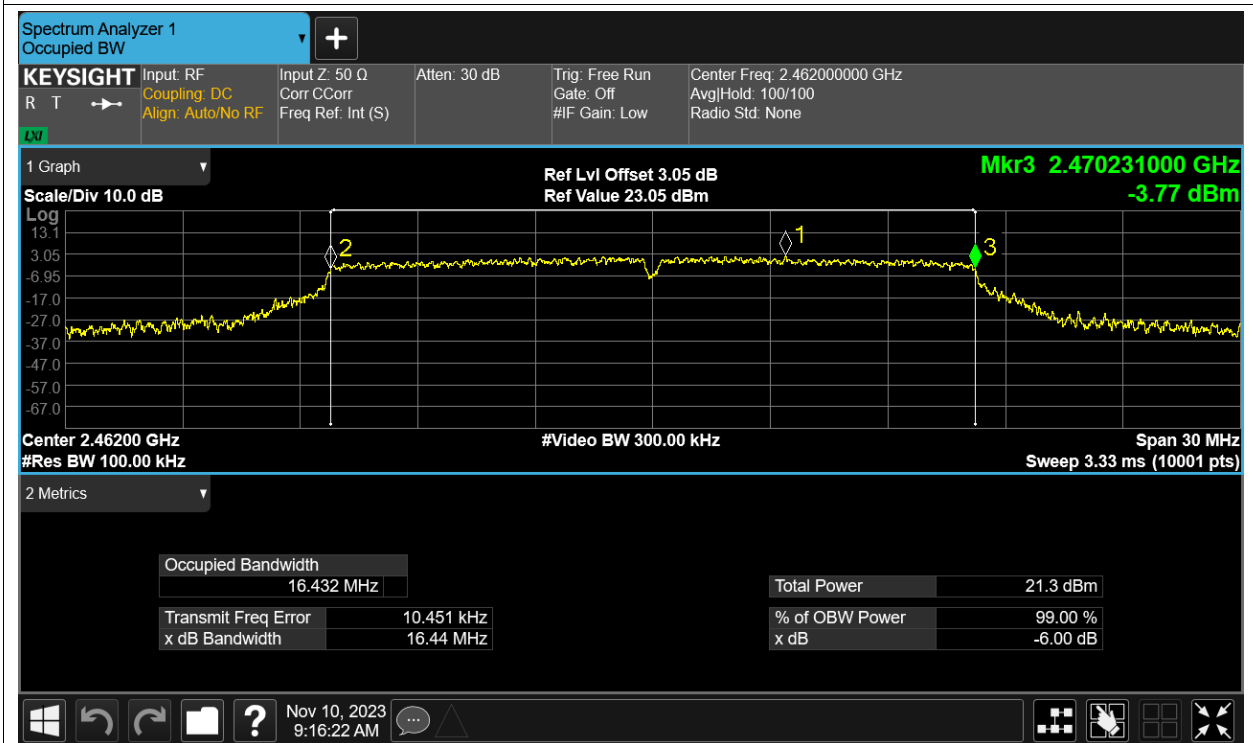 Spectrum Analyzer 1
Occupied BW
KEYSIGHT
R T
LXI
Input: RF
Coupling: DC
Align: Auto/No RF
Input Z: 50 Ω
Corr CCorr
Freq Ref: Int (S)
Atten: 30 dB
Trig: Free Run
Gate: Off
#IF Gain: Low
Center Freq: 2.462000000 GHz
Avg|Hold: 100/100
Radio Std: None
1 Graph
Scale/Div 10.0 dB
Ref Lvl Offset 3.05 dB
Ref Value 23.05 dBm
Mkr3 2.470231000 GHz
-3.77 dBm
Log
13.1
3.05
-6.95
-17.0
-27.0
-37.0
-47.0
-57.0
-67.0
2
1
3
Center 2.46200 GHz
#Res BW 100.00 kHz
#Video BW 300.00 kHz
Span 30 MHz
Sweep 3.33 ms (10001 pts)
2 Metrics
Occupied Bandwidth
16.432 MHz
Transmit Freq Error 10.451 kHz
x dB Bandwidth 16.44 MHz
Total Power 21.3 dBm
% of OBW Power 99.00 %
x dB -6.00 dB
?
Nov 10, 2023
9:16:22 AM